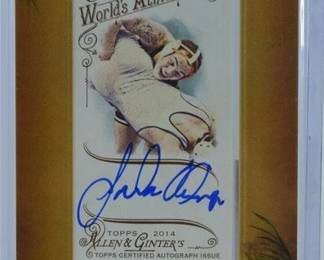 World's
TOPPS 2014
ALLEN & GINTER'S
TOPPS CERTIFIED AUTOGRAPH ISSUE